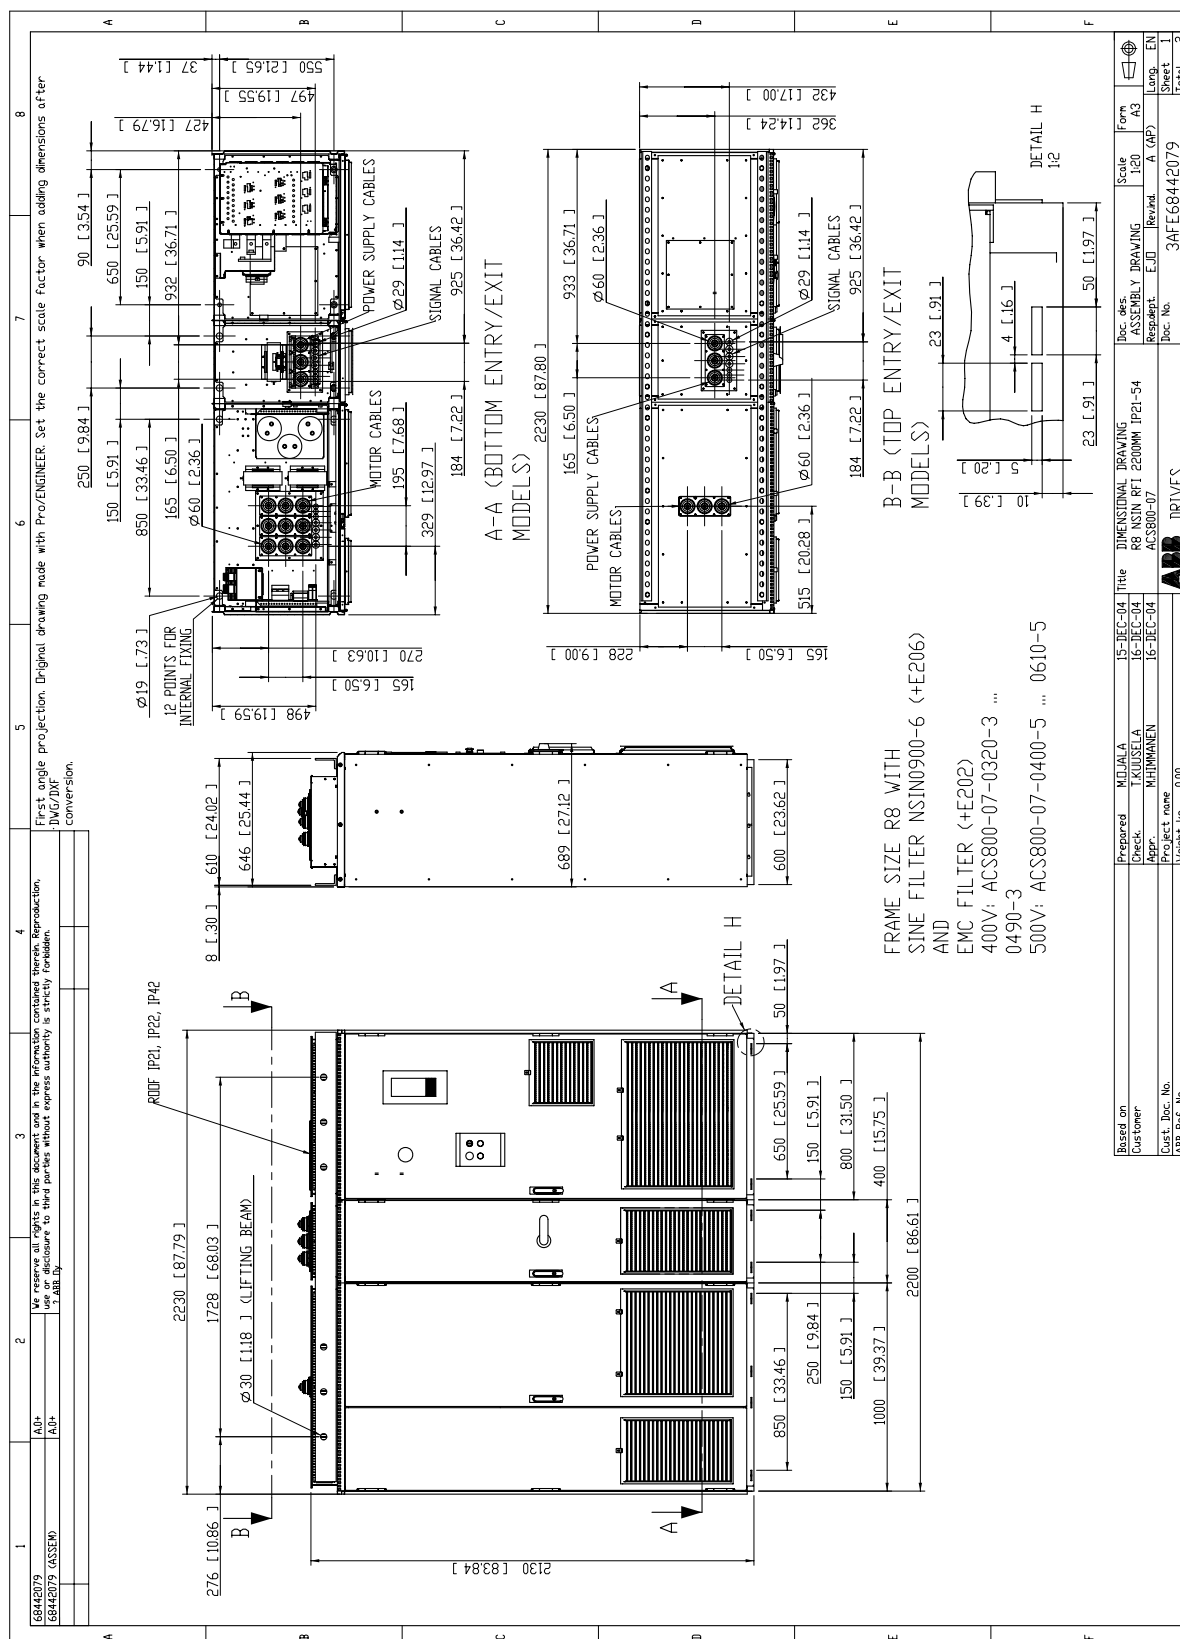 1
2
3
4
5
6
7
8
A
B
C
D
E
F
68442079
A.0+
68442079 (ASSEM)
A.0+
We reserve all rights in this document and in the information contained therein. Reproduction,
use or disclosure to third parties without express authority is strictly forbidden.
? ABB Oy
First angle projection. Original drawing made with Pro/ENGINEER. Set the correct scale factor when adding dimensions after
DWG/DXF
conversion.
276 [10.86 ]
2230 [ 87.79 ]
1728 [ 68.03 ]
Ø30 [1.18 ] (LIFTING BEAM)
ROOF IP21, IP22, IP42
B
B
A
A
2130 [ 83.84 ]
DETAIL H
50 [1.97 ]
650 [25.59 ]
150 [ 5.91 ]
800 [ 31.50 ]
400 [15.75 ]
2200 [ 86.61 ]
850 [ 33.46 ]
250 [ 9.84 ]
150 [ 5.91 ]
1000 [ 39.37 ]
8 [ .30 ]
610 [ 24.02 ]
646 [ 25.44 ]
689 [ 27.12 ]
600 [ 23.62 ]
Ø19 [ .73 ]
12 POINTS FOR
INTERNAL FIXING
250 [ 9.84 ]
150 [ 5.91 ]
850 [ 33.46 ]
165 [ 6.50 ]
Ø60 [ 2.36 ]
90 [ 3.54 ]
650 [ 25.59 ]
150 [ 5.91 ]
932 [ 36.71 ]
37 [ 1.44 ]
550 [ 21.65 ]
497 [ 19.55 ]
427 [ 16.79 ]
POWER SUPPLY CABLES
Ø29 [ 1.14 ]
SIGNAL CABLES
925 [ 36.42 ]
MOTOR CABLES
195 [ 7.68 ]
184 [ 7.22 ]
329 [ 12.97 ]
270 [ 10.63 ]
165 [ 6.50 ]
498 [ 19.59 ]
A-A (BOTTOM ENTRY/EXIT
MODELS)
2230 [ 87.80 ]
933 [ 36.71 ]
165 [ 6.50 ]
Ø60 [ 2.36 ]
POWER SUPPLY CABLES
MOTOR CABLES
432 [ 17.00 ]
362 [ 14.24 ]
Ø29 [ 1.14 ]
SIGNAL CABLES
925 [ 36.42 ]
Ø60 [ 2.36 ]
184 [ 7.22 ]
515 [ 20.28 ]
228 [ 9.00 ]
165 [ 6.50 ]
B-B (TOP ENTRY/EXIT
MODELS)
DETAIL H
1:2
23 [ .91 ]
4 [ .16 ]
50 [ 1.97 ]
23 [ .91 ]
5 [ .20 ]
10 [ .39 ]
FRAME SIZE R8 WITH
SINE FILTER NSIN0900-6 (+E206)
AND
EMC FILTER (+E202)
400V: ACS800-07-0320-3 ...
0490-3
500V: ACS800-07-0400-5 ... 0610-5
Based on
Customer
Cust. Doc. No.
Prepared M.OJALA 15-DEC-04
Check. T.KUUSELA 16-DEC-04
Appr. M.HIMMANEN 16-DEC-04
Project name
Title DIMENSIONAL DRAWING
R8 NSIN RFI 2200MM IP21-54
ACS800-07
ABB DRIVES
Doc. des.
ASSEMBLY DRAWING
Scale 1:20
Form A3
Resp.dept. EJD
Rev.ind. A (AP)
Lang. EN
Doc. No.
3AFE68442079
Sheet 1